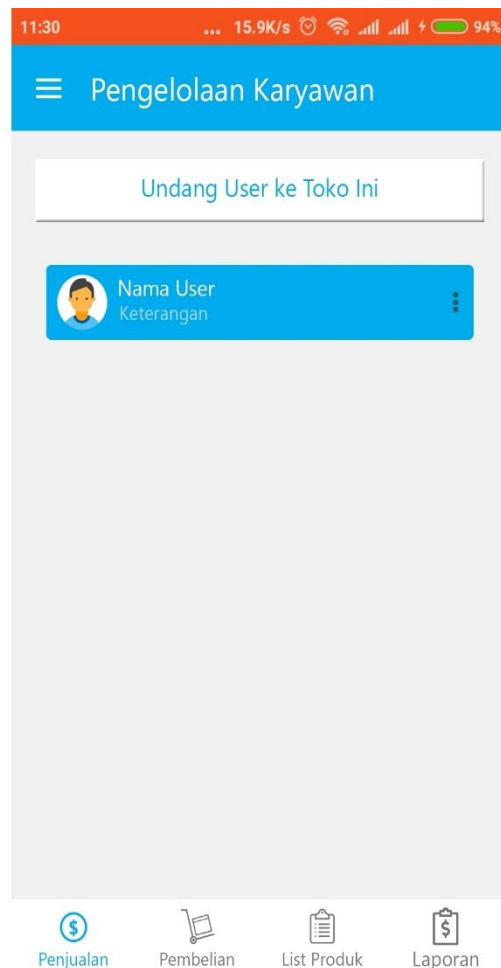 11:30
... 15.9K/s 94%
Pengelolaan Karyawan
Undang User ke Toko Ini
Nama User
Keterangan
Penjualan Pembelian List Produk Laporan